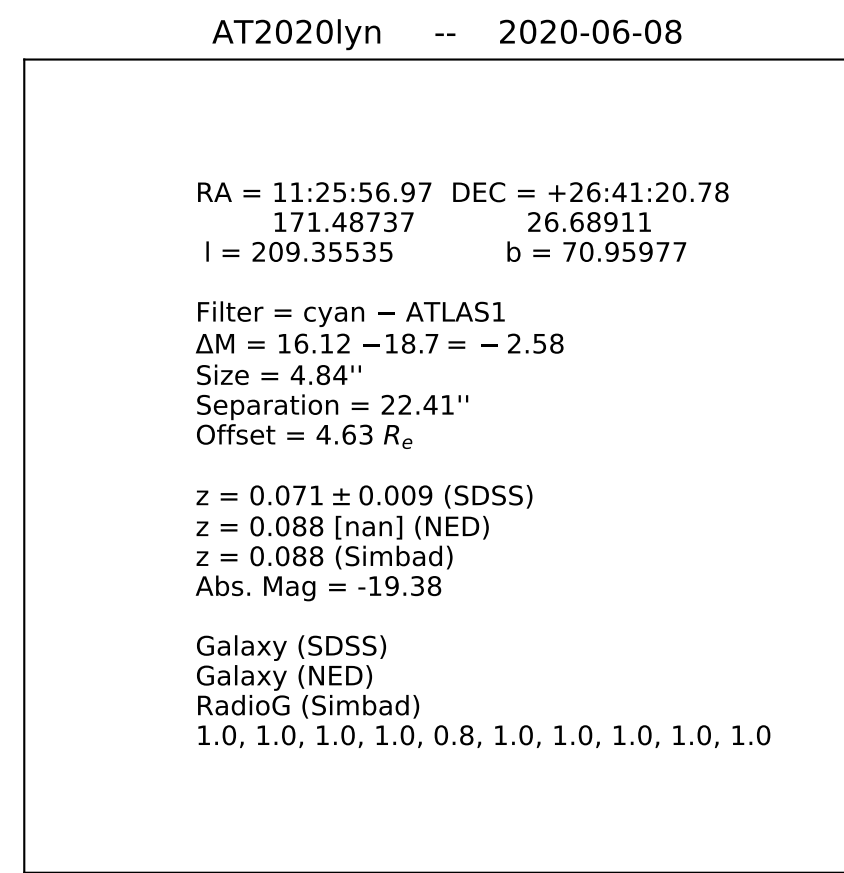 AT2020lyn -- 2020-06-08
RA = 11:25:56.97 DEC = +26:41:20.78
171.48737 26.68911
l = 209.35535 b = 70.95977
Filter = cyan − ATLAS1
ΔM = 16.12 −18.7 = − 2.58
Size = 4.84''
Separation = 22.41''
Offset = 4.63 Rₑ
z = 0.071 ± 0.009 (SDSS)
z = 0.088 [nan] (NED)
z = 0.088 (Simbad)
Abs. Mag = -19.38
Galaxy (SDSS)
Galaxy (NED)
RadioG (Simbad)
1.0, 1.0, 1.0, 1.0, 0.8, 1.0, 1.0, 1.0, 1.0, 1.0